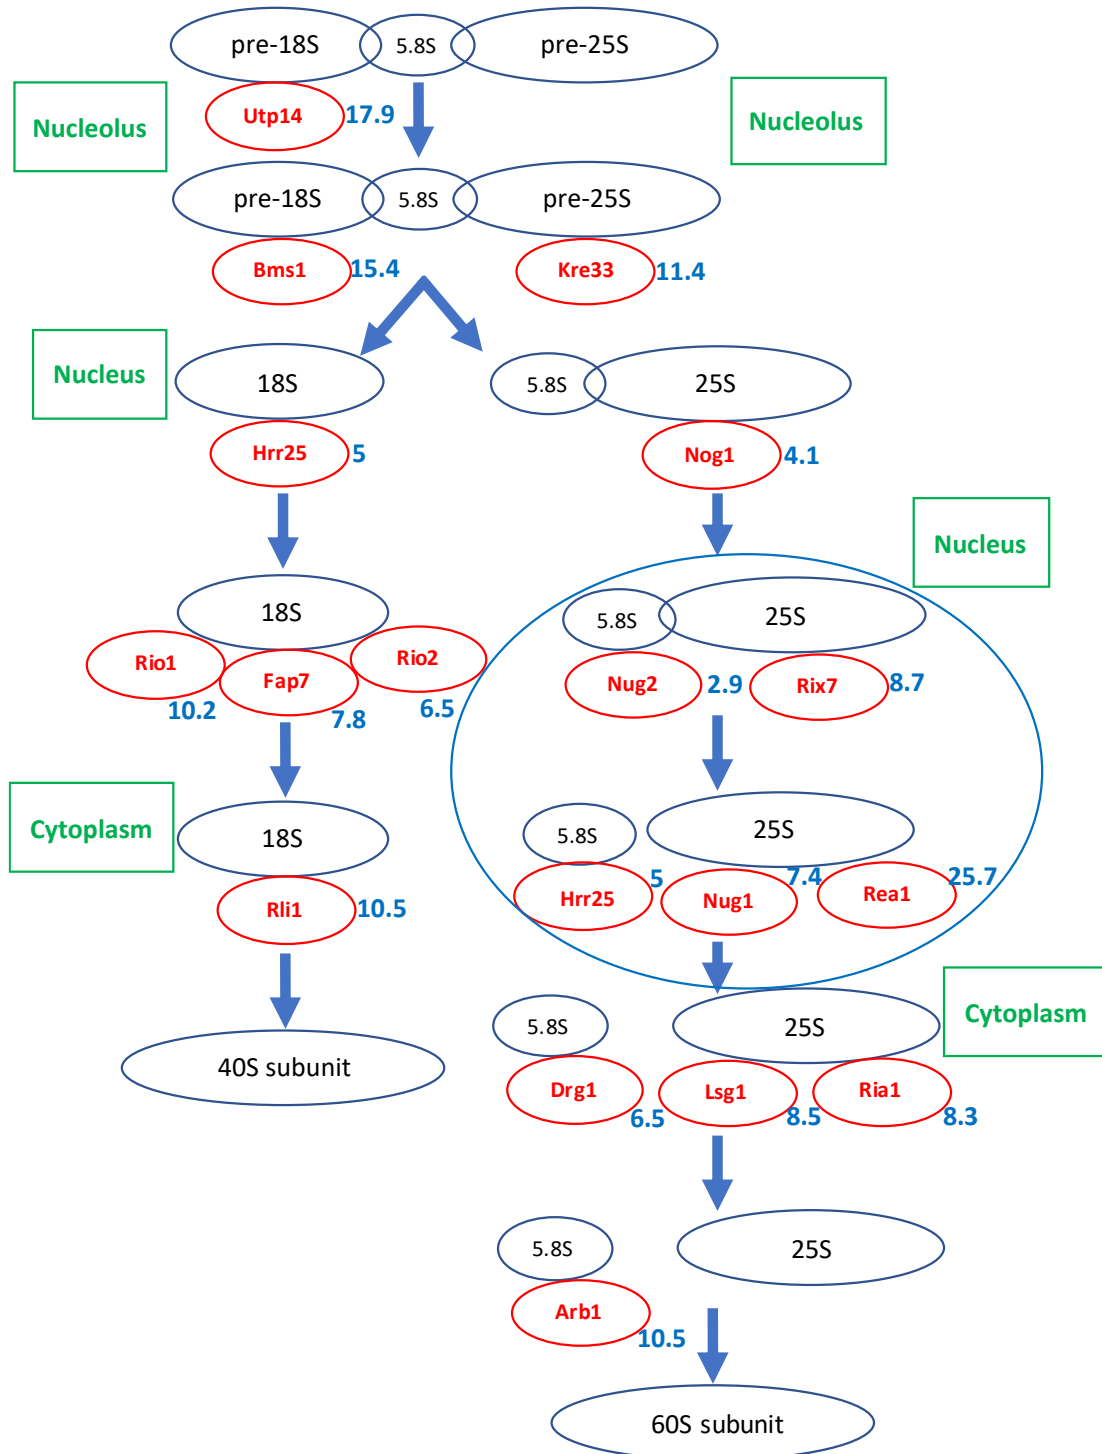 pre-18S 5.8S pre-25S
Nucleolus Utp14 17.9 Nucleolus
pre-18S 5.8S pre-25S
Bms1 15.4 Kre33 11.4
Nucleus 18S 5.8S 25S
Hrr25 5 Nog1 4.1
Nucleus
18S 5.8S 25S
Rio1 Fap7 Rio2 Nug2 2.9 Rix7 8.7
10.2 7.8 6.5
Cytoplasm 18S 5.8S 25S
Rli1 10.5 Hrr25 5 Nug1 7.4 Rea1 25.7
5.8S 25S Cytoplasm
40S subunit Drg1 6.5 Lsg1 8.5 Ria1 8.3
5.8S 25S
Arb1 10.5
60S subunit